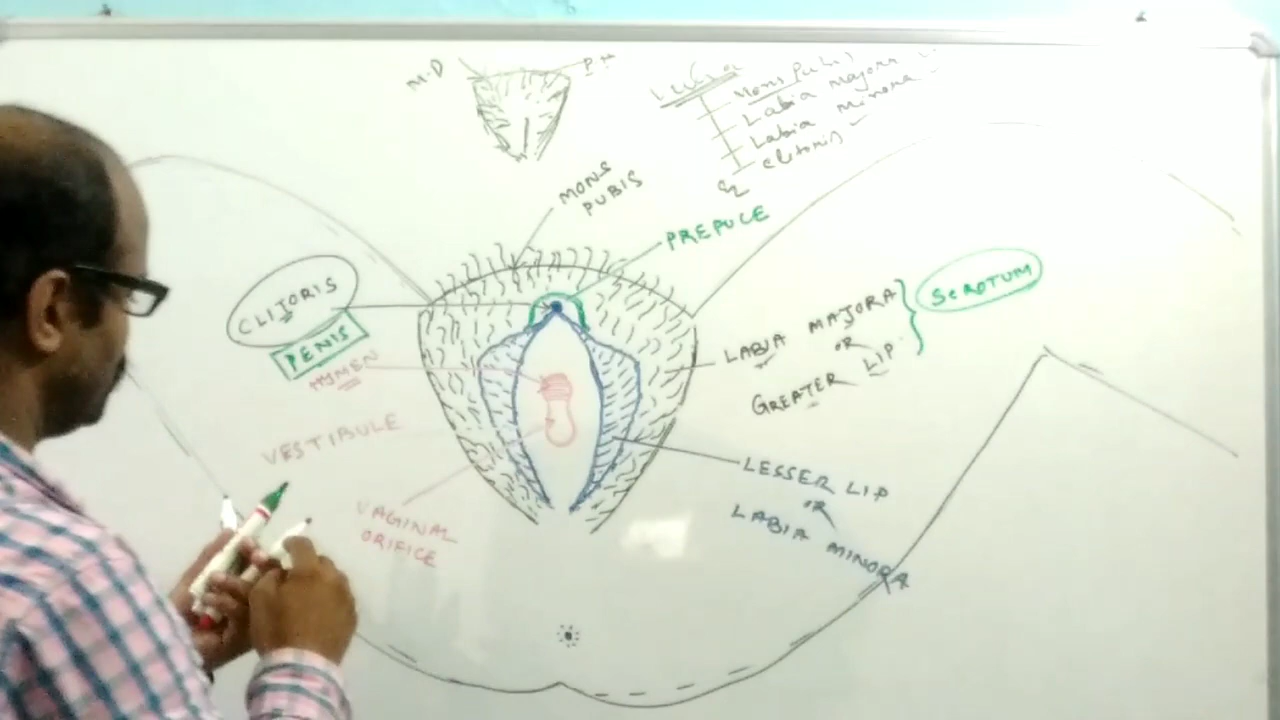 M.D
P H
Vulva
Mons Pubis
Labia Majora
Labia Minora
Clitoris
MONS
PUBIS
PREPUCE
CLITORIS
PENIS
HYMEN
VESTIBULE
VAGINAL
ORIFICE
LABIA MAJORA
OR
GREATER LIP
SCROTUM
LESSER LIP
OR
LABIA MINORA